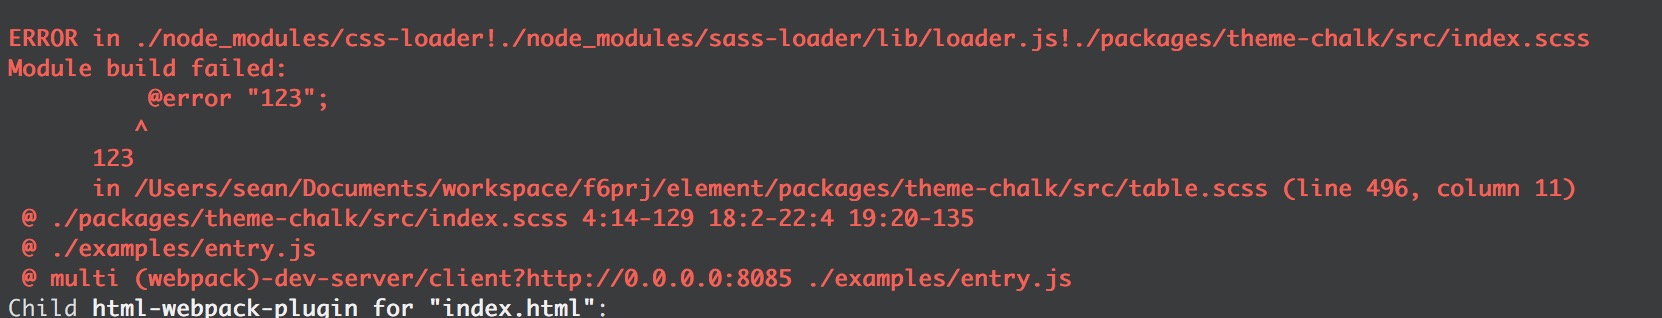 ERROR in ./node_modules/css-loader!./node_modules/sass-loader/lib/loader.js!./packages/theme-chalk/src/index.scss
Module build failed:
@error "123";
^
123
in /Users/sean/Documents/workspace/f6prj/element/packages/theme-chalk/src/table.scss (line 496, column 11)
@ ./packages/theme-chalk/src/index.scss 4:14-129 18:2-22:4 19:20-135
@ ./examples/entry.js
@ multi (webpack)-dev-server/client?http://0.0.0.0:8085 ./examples/entry.js
Child html-webpack-plugin for "index.html":